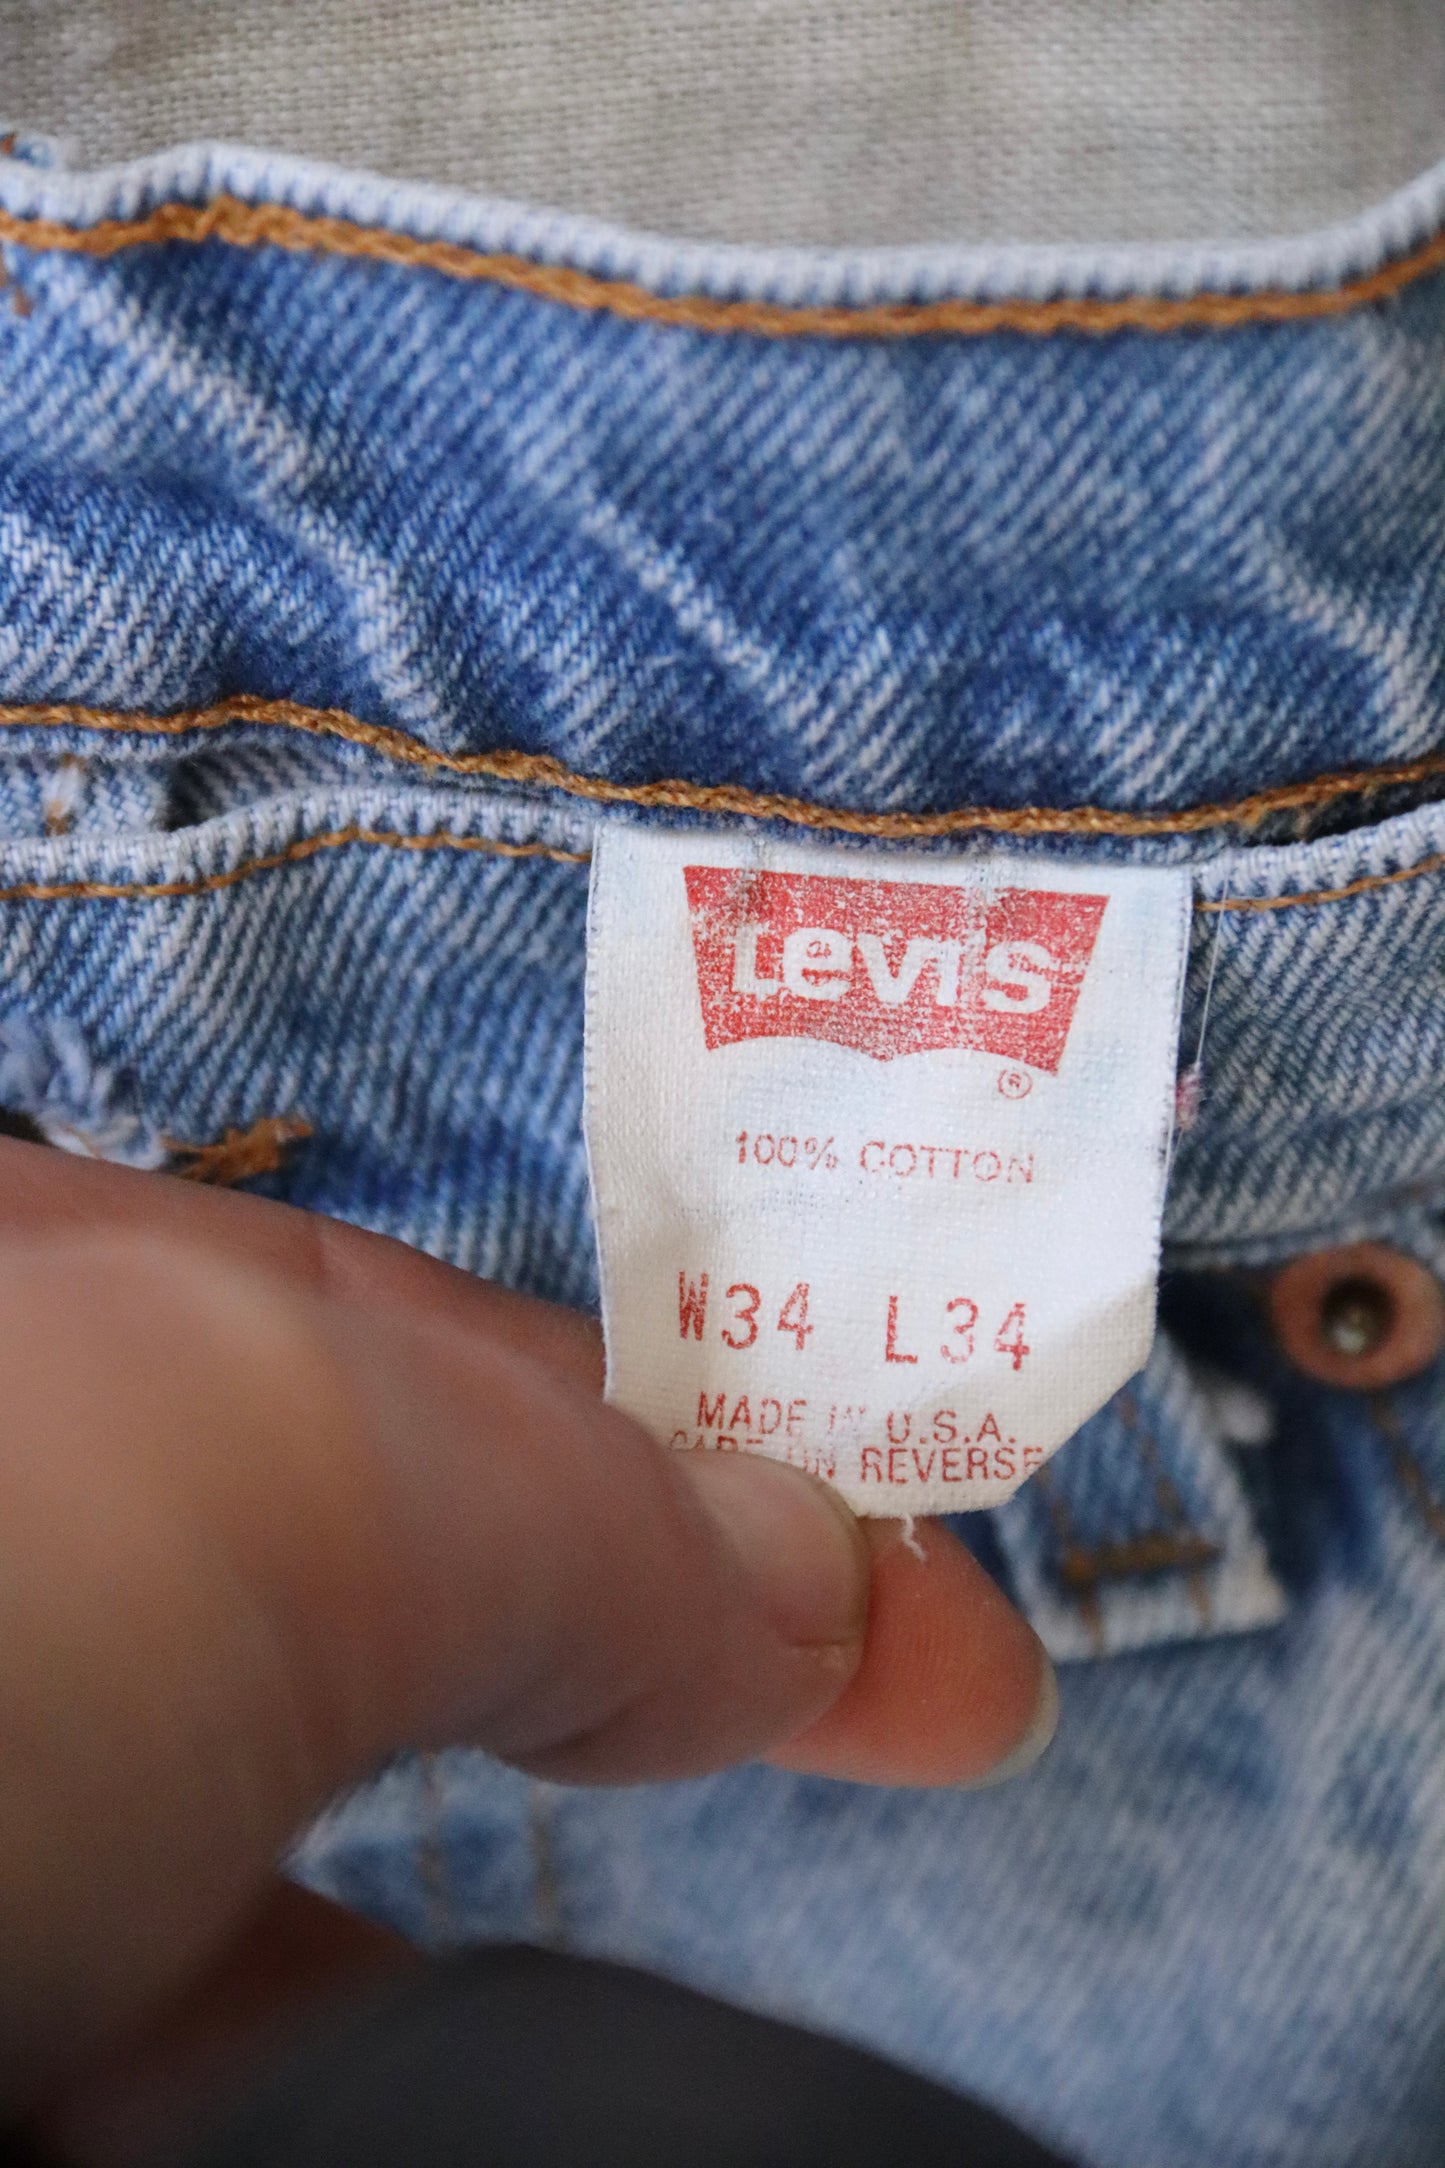 Levi's
®
100% COTTON
W34 L34
MADE IN U.S.A.
CARE ON REVERSE